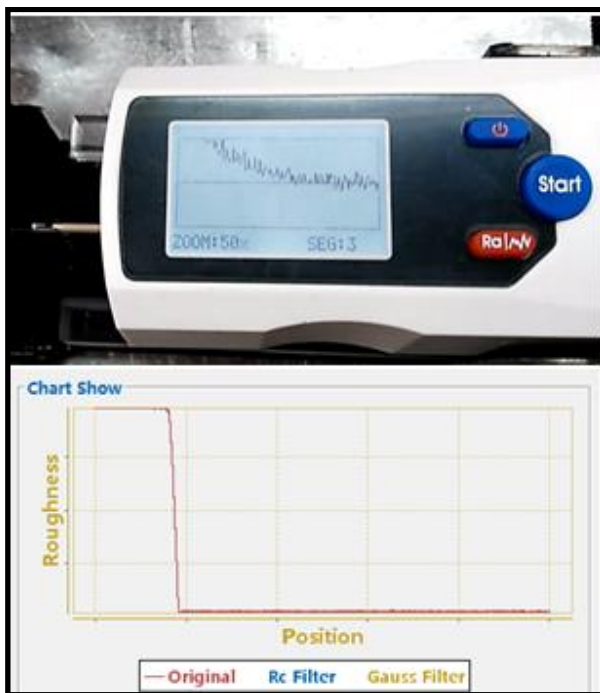 Start
Ra
ZOOM:50x SEG:3
Chart Show
Roughness
Position
Original Rc Filter Gauss Filter